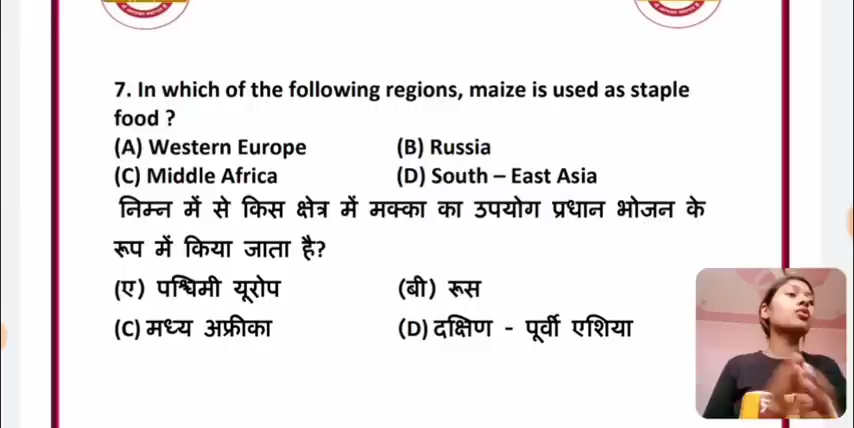 7. In which of the following regions, maize is used as staple
food ?
(A) Western Europe (B) Russia
(C) Middle Africa (D) South – East Asia
निम्न में से किस क्षेत्र में मक्का का उपयोग प्रधान भोजन के
रूप में किया जाता है?
(ए) पश्चिमी यूरोप (बी) रूस
(C) मध्य अफ्रीका (D) दक्षिण - पूर्वी एशिया